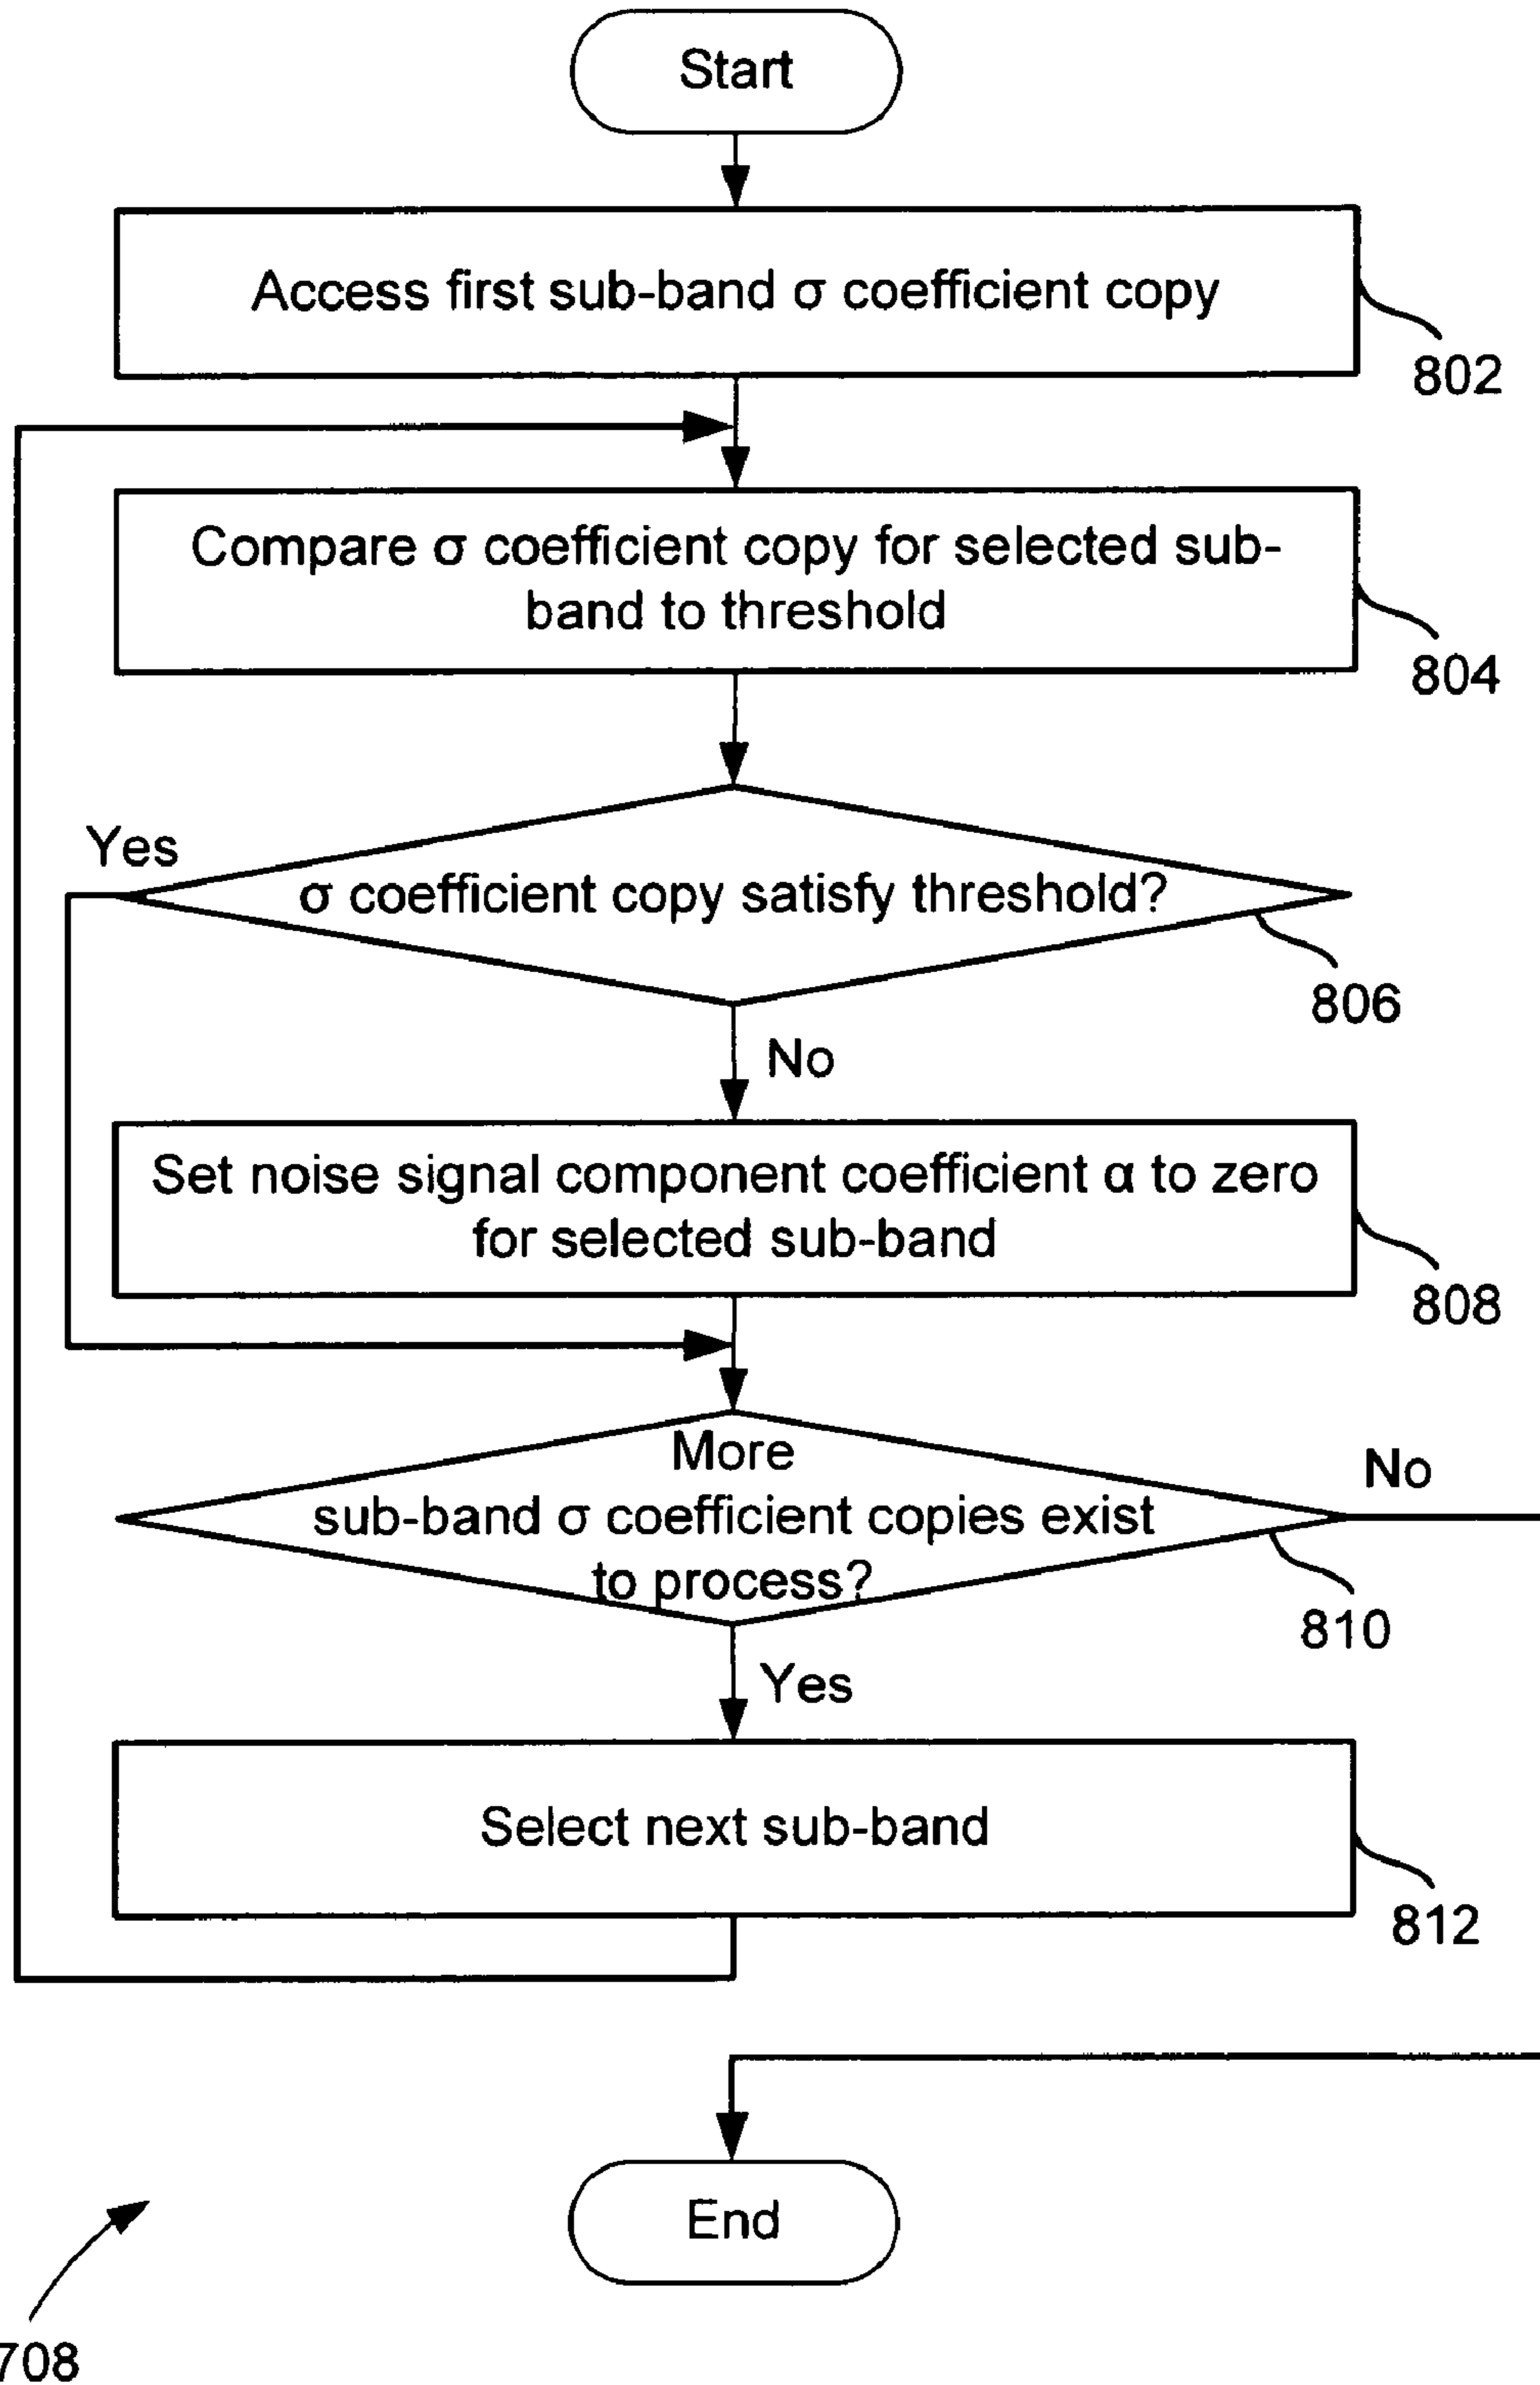 Start
Access first sub-band σ coefficient copy
802
Compare σ coefficient copy for selected sub-
band to threshold
804
Yes
σ coefficient copy satisfy threshold?
806
No
Set noise signal component coefficient α to zero
for selected sub-band
808
More
sub-band σ coefficient copies exist
to process?
No
810
Yes
Select next sub-band
812
End
708